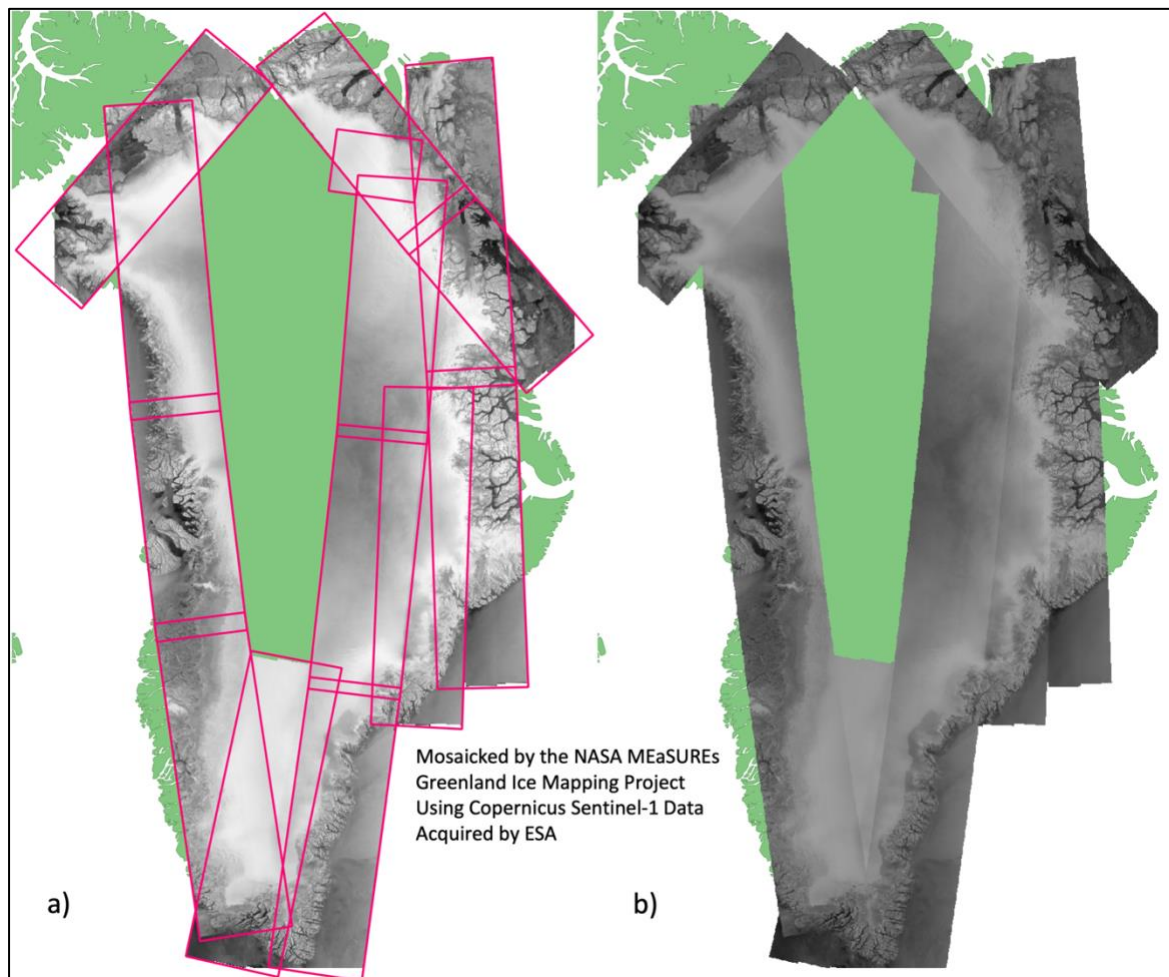 Mosaicked by the NASA MEaSUREs
Greenland Ice Mapping Project
Using Copernicus Sentinel-1 Data
Acquired by ESA
a)
b)